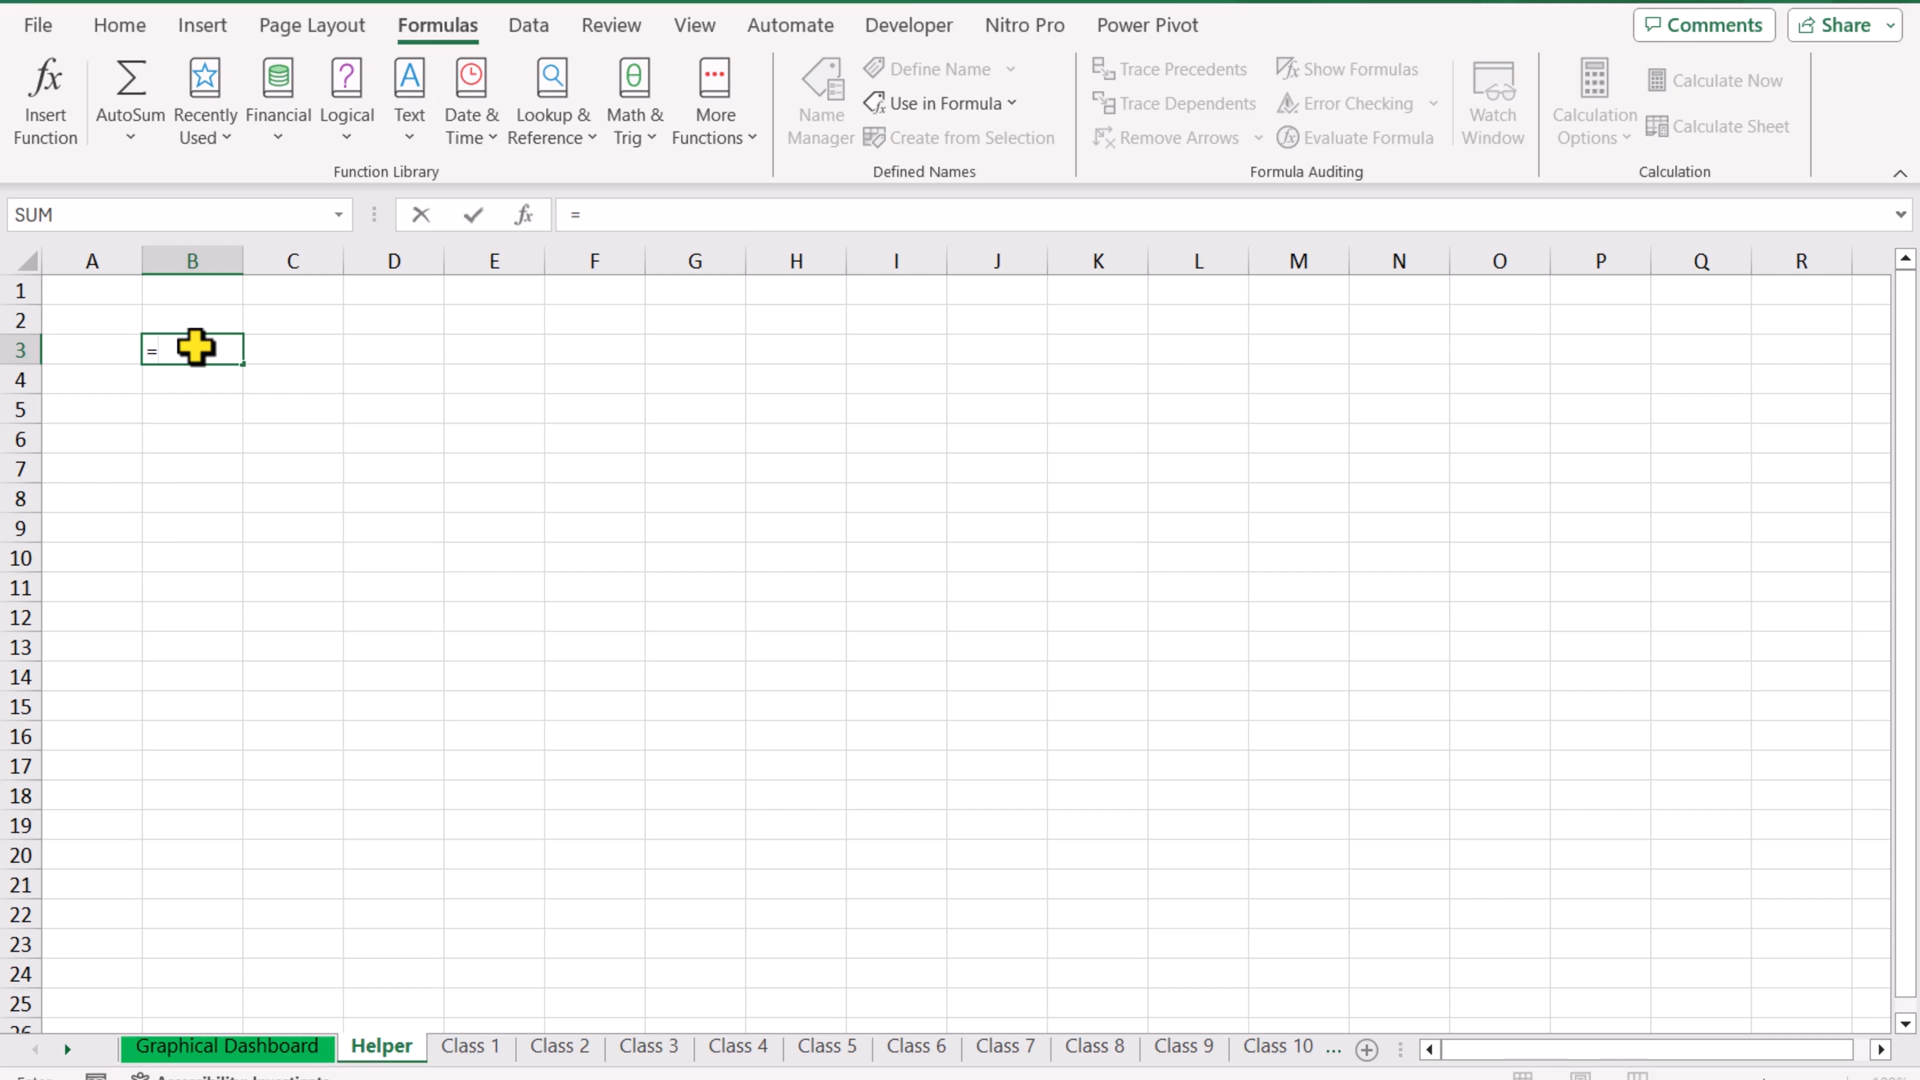 File Home Insert Page Layout Formulas Data Review View Automate Developer Nitro Pro Power Pivot Comments Share
Insert Function
AutoSum
Recently Used
Financial
Logical
Text
Date & Time
Lookup & Reference
Math & Trig
More Functions
Function Library
Name Manager
Define Name
Use in Formula
Create from Selection
Defined Names
Trace Precedents
Trace Dependents
Remove Arrows
Show Formulas
Error Checking
Evaluate Formula
Formula Auditing
Watch Window
Calculation Options
Calculate Now
Calculate Sheet
Calculation
SUM fx =
A B C D E F G H I J K L M N O P Q R
1
2
3 =
4
5
6
7
8
9
10
11
12
13
14
15
16
17
18
19
20
21
22
23
24
25
26
Graphical Dashboard Helper Class 1 Class 2 Class 3 Class 4 Class 5 Class 6 Class 7 Class 8 Class 9 Class 10 ...
Accessibility: Investigate